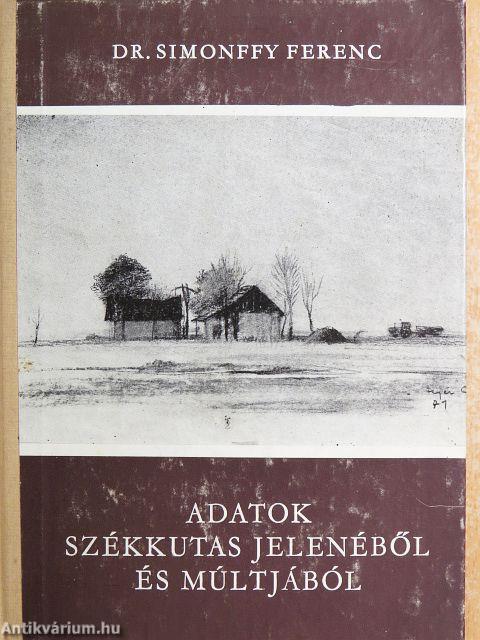 DR. SIMONFFY FERENC
ADATOK
SZÉKKUTAS JELENÉBŐL
ÉS MÚLTJÁBÓL
Antikvárium.hu